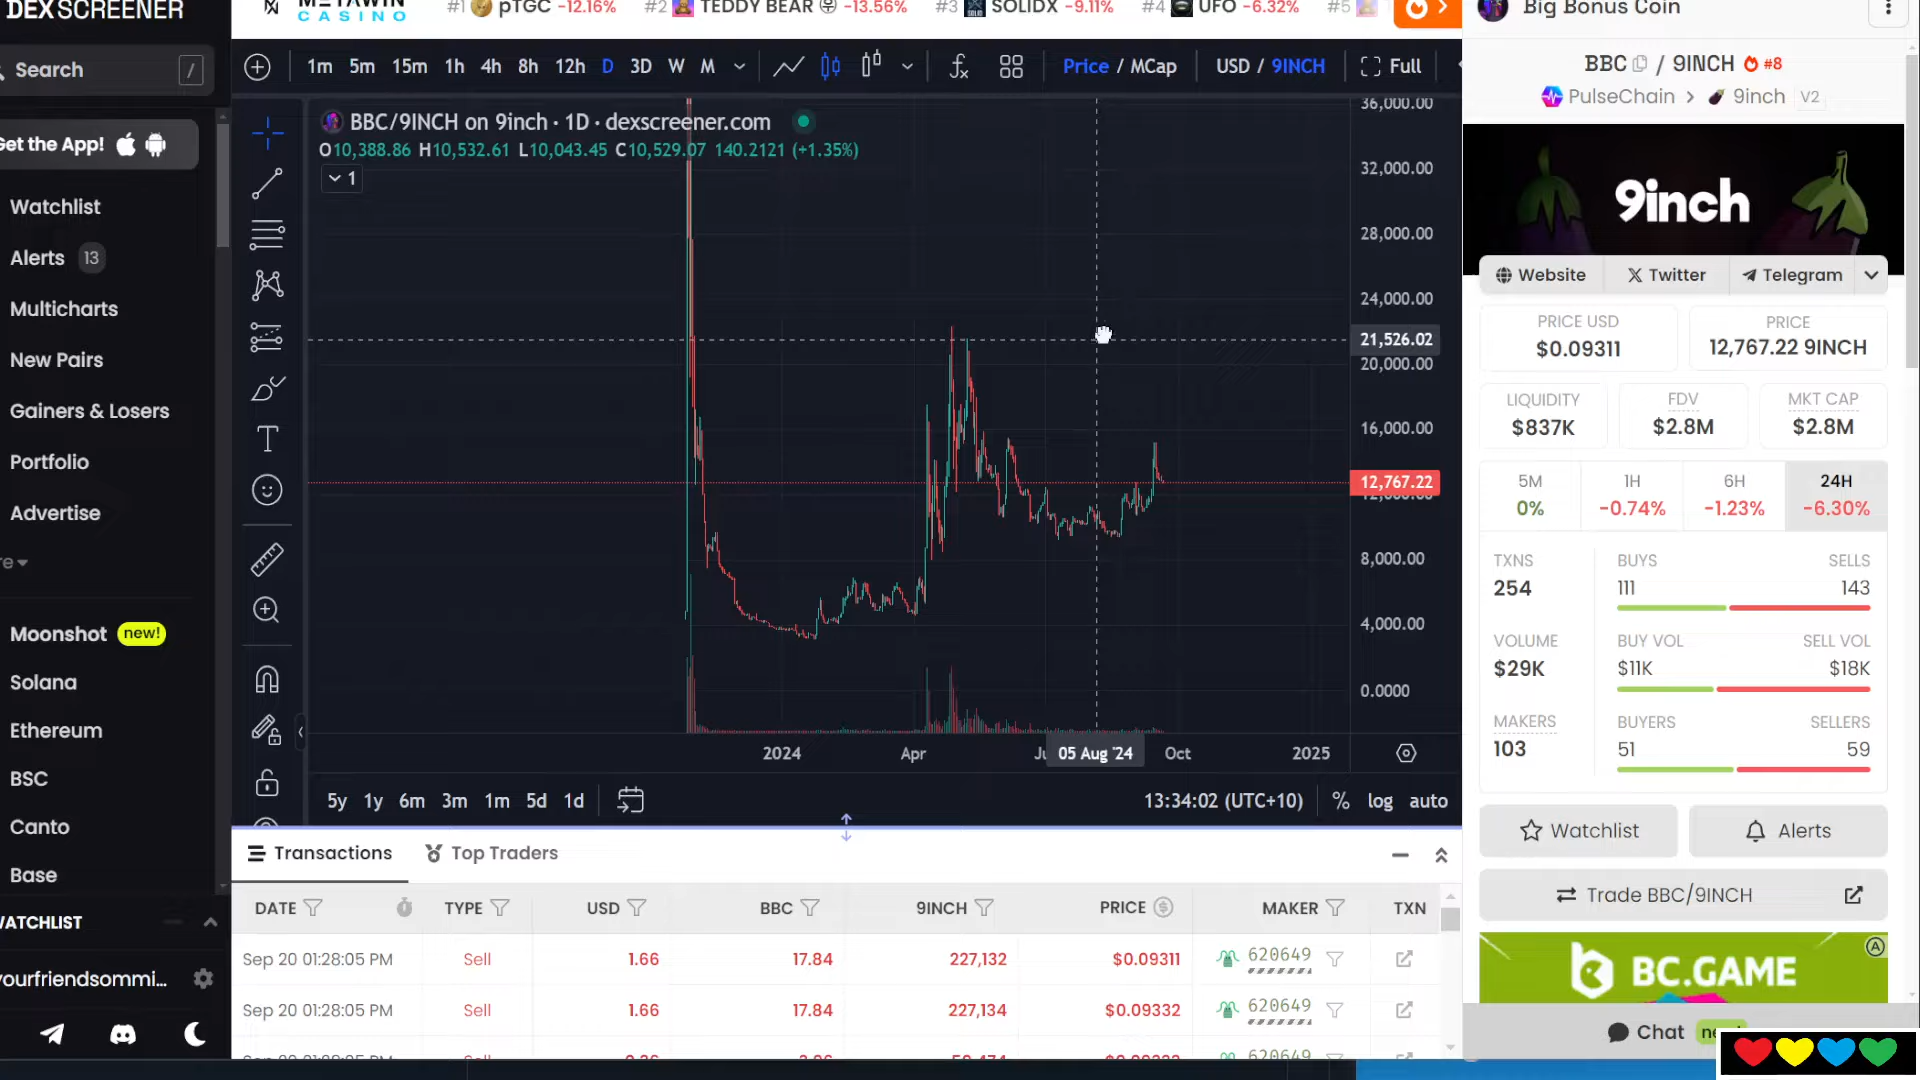 DEXSCREENER
Search /
Get the App!
Watchlist
Alerts 13
Multicharts
New Pairs
Gainers & Losers
Portfolio
Advertise
Moonshot new!
Solana
Ethereum
BSC
Canto
Base
WATCHLIST
yourfriendsommi...
METAWIN
CASINO
#1 pTGC -12.16% #2 TEDDY BEAR -13.56% #3 SOLIDX -9.11% #4 UFO -6.32% #5
1m 5m 15m 1h 4h 8h 12h D 3D W M Price / MCap USD / 9INCH Full
BBC/9INCH on 9inch · 1D · dexscreener.com
O10,388.86 H10,532.61 L10,043.45 C10,529.07 140.2121 (+1.35%)
1
36,000.00
32,000.00
28,000.00
24,000.00
21,526.02
20,000.00
16,000.00
12,767.22
12,000.00
8,000.00
4,000.00
0.0000
2024 Apr 05 Aug '24 Oct 2025
5y 1y 6m 3m 1m 5d 1d 13:34:02 (UTC+10) % log auto
Transactions Top Traders
DATE TYPE USD BBC 9INCH PRICE MAKER TXN
Sep 20 01:28:05 PM Sell 1.66 17.84 227,132 $0.09311 620649
Sep 20 01:28:05 PM Sell 1.66 17.84 227,134 $0.09332 620649
Big Bonus Coin
BBC / 9INCH #8
PulseChain > 9inch V2
9inch
Website Twitter Telegram
PRICE USD PRICE
$0.09311 12,767.22 9INCH
LIQUIDITY FDV MKT CAP
$837K $2.8M $2.8M
5M 1H 6H 24H
0% -0.74% -1.23% -6.30%
TXNS BUYS SELLS
254 111 143
VOLUME BUY VOL SELL VOL
$29K $11K $18K
MAKERS BUYERS SELLERS
103 51 59
Watchlist Alerts
Trade BBC/9INCH
BC.GAME
Chat